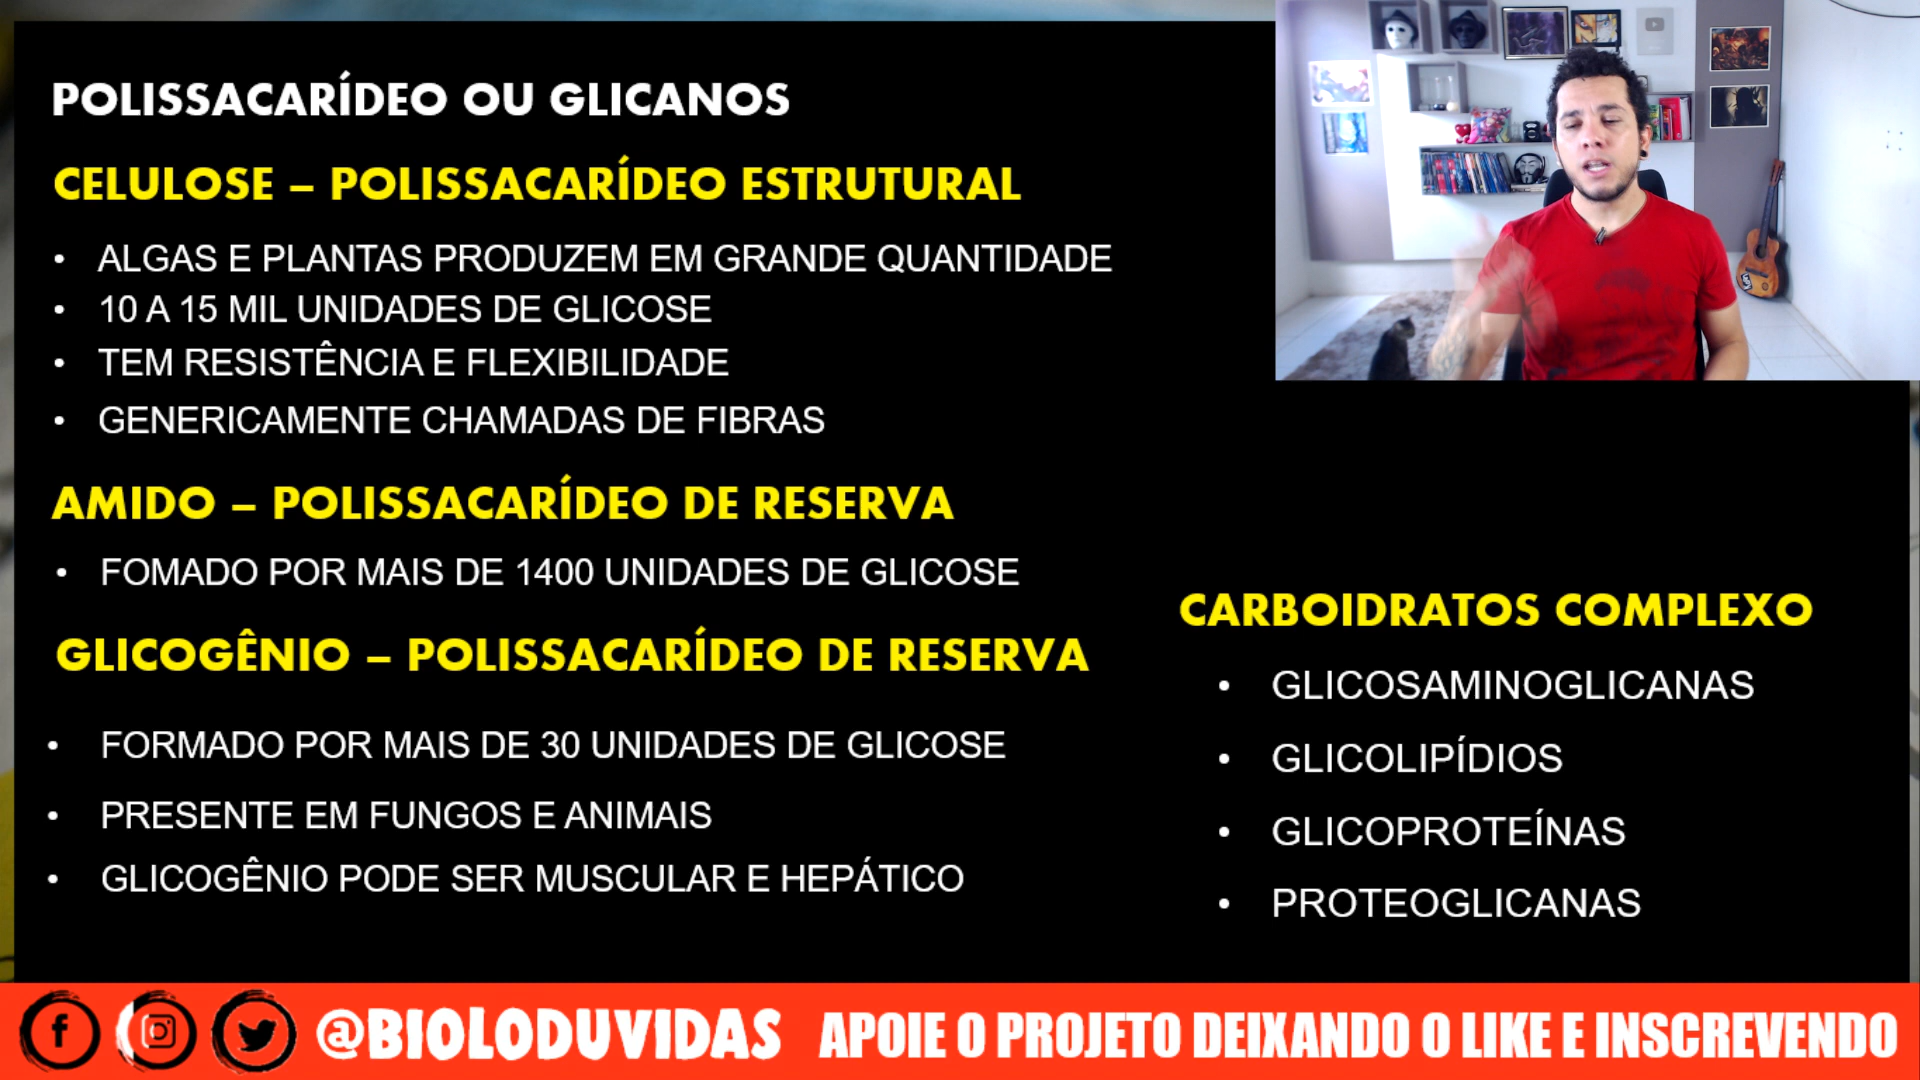 POLISSACARÍDEO OU GLICANOS
CELULOSE – POLISSACARÍDEO ESTRUTURAL
• ALGAS E PLANTAS PRODUZEM EM GRANDE QUANTIDADE
• 10 A 15 MIL UNIDADES DE GLICOSE
• TEM RESISTÊNCIA E FLEXIBILIDADE
• GENERICAMENTE CHAMADAS DE FIBRAS
AMIDO – POLISSACARÍDEO DE RESERVA
• FOMADO POR MAIS DE 1400 UNIDADES DE GLICOSE
GLICOGÊNIO – POLISSACARÍDEO DE RESERVA
• FORMADO POR MAIS DE 30 UNIDADES DE GLICOSE
• PRESENTE EM FUNGOS E ANIMAIS
• GLICOGÊNIO PODE SER MUSCULAR E HEPÁTICO
CARBOIDRATOS COMPLEXO
• GLICOSAMINOGLICANAS
• GLICOLIPÍDIOS
• GLICOPROTEÍNAS
• PROTEOGLICANAS
@BIOLODUVIDAS APOIE O PROJETO DEIXANDO O LIKE E INSCREVENDO